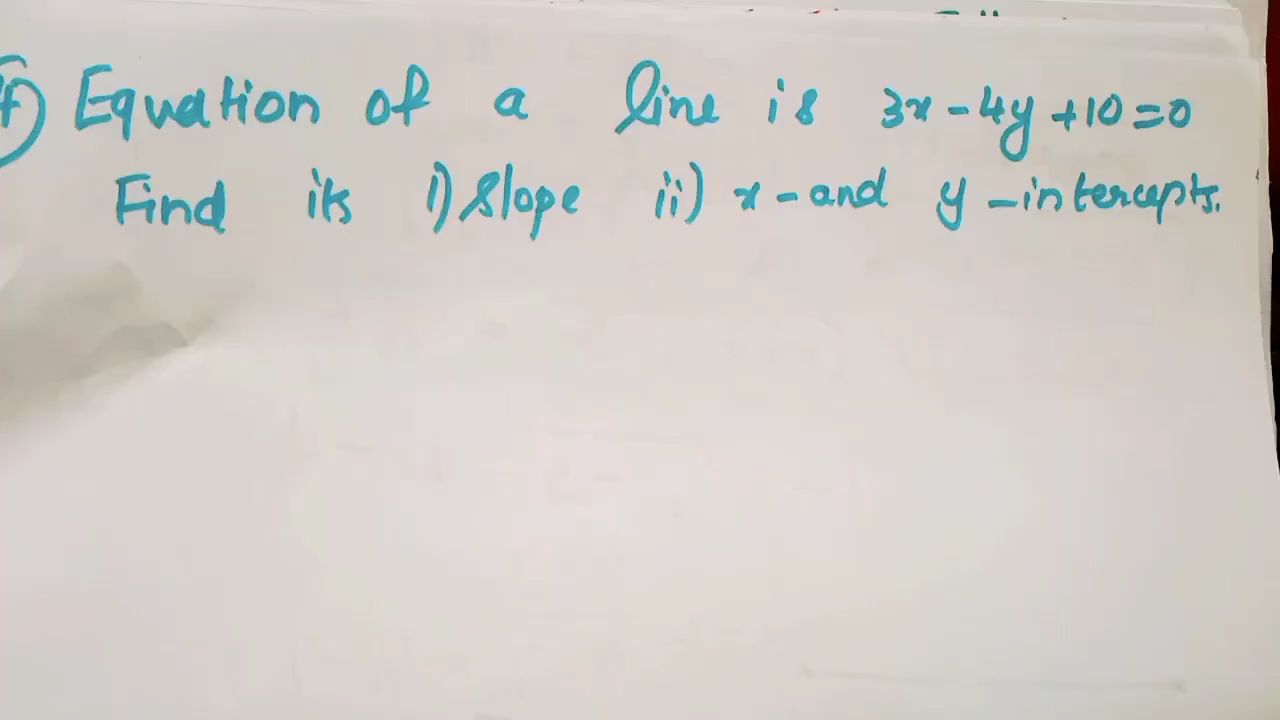 Equation of a line is 3x-4y+10=0
Find its i) Slope ii) x-and y-intercepts.